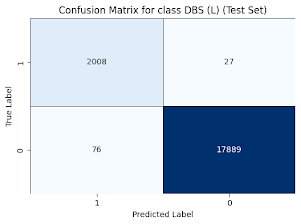 Confusion Matrix for class DBS (L) (Test Set)
1
2008
27
True Label
0
76
17889
1
0
Predicted Label